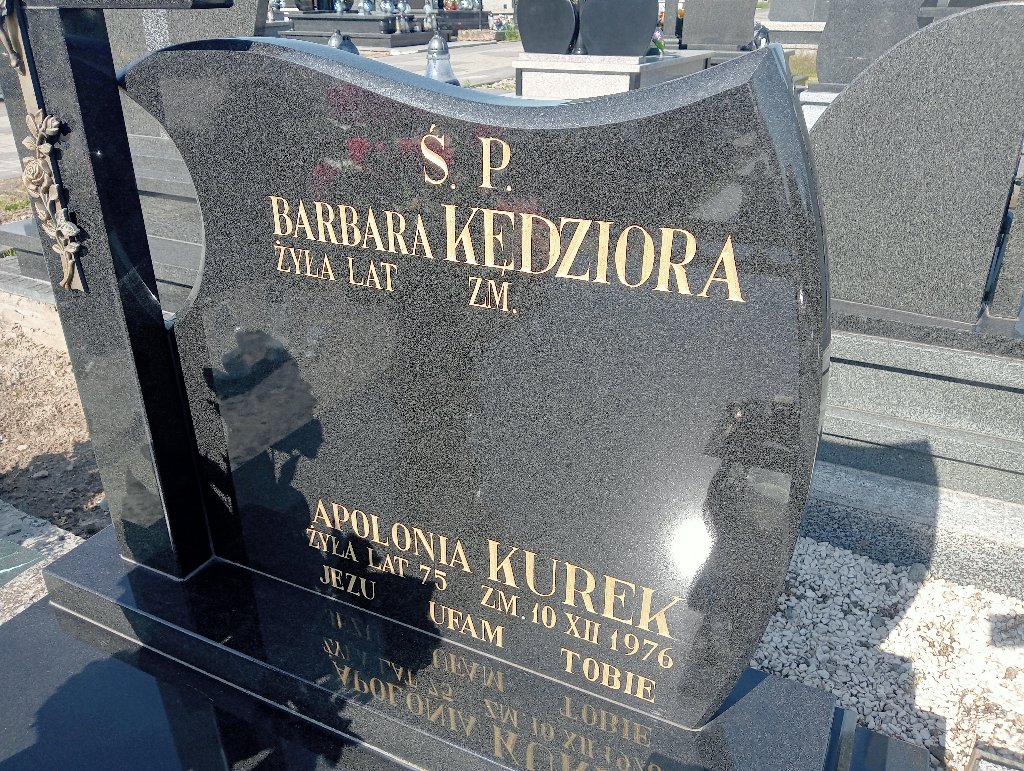 Ś. P.
BARBARA KĘDZIORA
ŻYŁA LAT ZM.
APOLONIA KUREK
ŻYŁA LAT 75 ZM. 10 XII 1976
JEZU UFAM TOBIE